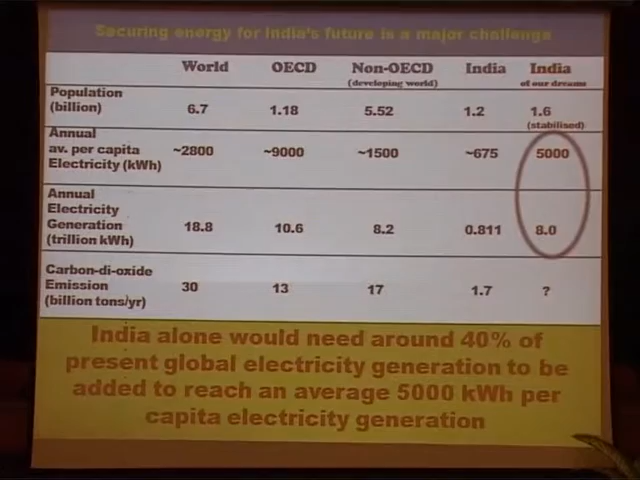 Securing energy for India's future is a major challenge
World OECD Non-OECD India India
(developing world) of our dreams
Population
(billion) 6.7 1.18 5.52 1.2 1.6
(stabilised)
Annual
av. per capita ~2800 ~9000 ~1500 ~675 5000
Electricity (kWh)
Annual
Electricity
Generation 18.8 10.6 8.2 0.811 8.0
(trillion kWh)
Carbon-di-oxide
Emission 30 13 17 1.7 ?
(billion tons/yr)
India alone would need around 40% of
present global electricity generation to be
added to reach an average 5000 kWh per
capita electricity generation